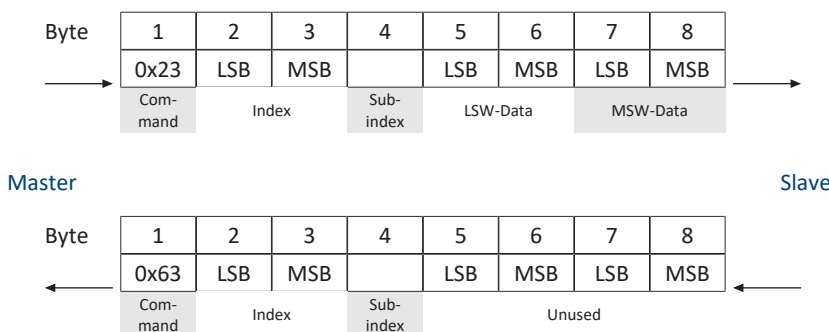 Byte 1 2 3 4 5 6 7 8
0x23 LSB MSB LSB MSB LSB MSB
Com-
mand
Index
Sub-
index
LSW-Data
MSW-Data
Master
Slave
Byte 1 2 3 4 5 6 7 8
0x63 LSB MSB LSB MSB LSB MSB
Com-
mand
Index
Sub-
index
Unused